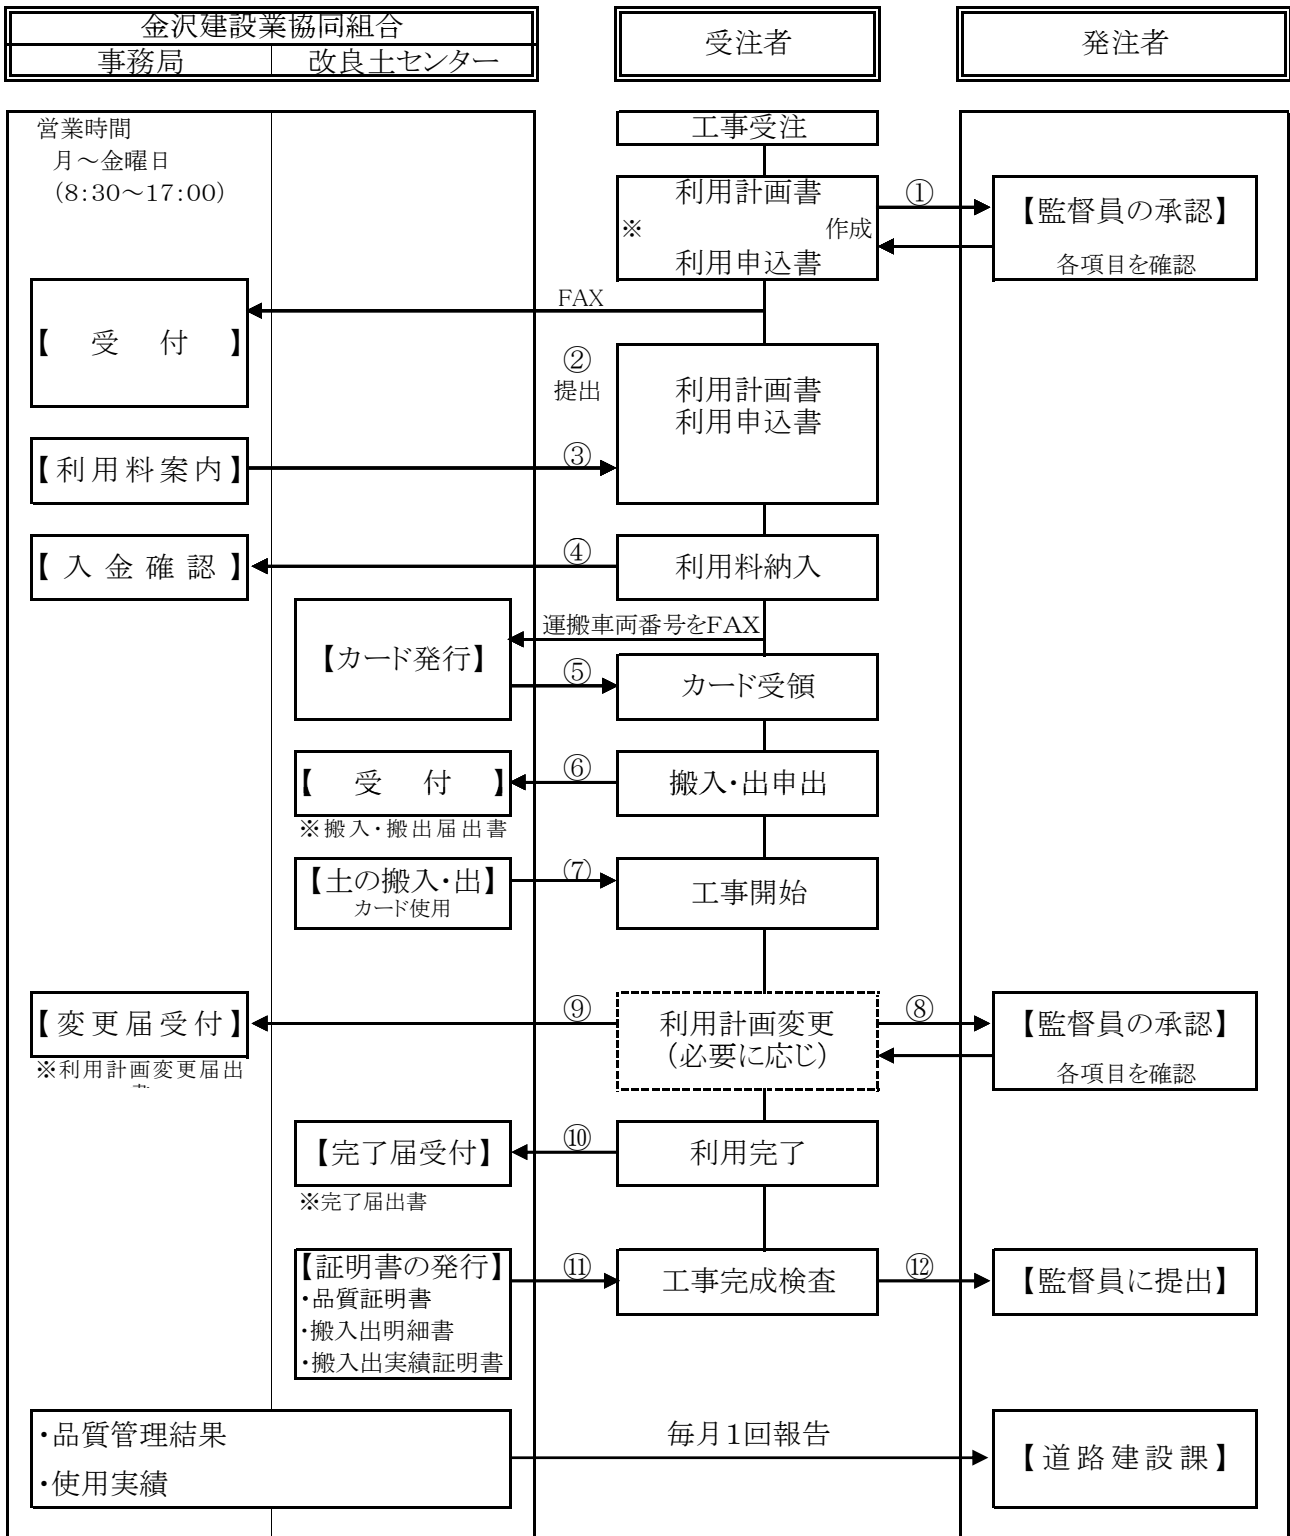 金沢建設業協同組合
事務局
改良土センター
受注者
発注者
営業時間
月～金曜日
(8:30～17:00)
工事受注
利用計画書
※ 作成
利用申込書
①
【監督員の承認】
各項目を確認
FAX
【 受 付 】
②
提出
利用計画書
利用申込書
【利用料案内】
③
【入金確認】
④
利用料納入
運搬車両番号をFAX
【カード発行】
⑤
カード受領
【 受 付 】
⑥
搬入・出申出
※搬入・搬出届出書
【土の搬入・出】
カード使用
(7)
工事開始
【変更届受付】
※利用計画変更届出
⑨
利用計画変更
(必要に応じ)
⑧
【監督員の承認】
各項目を確認
【完了届受付】
⑩
利用完了
※完了届出書
【証明書の発行】
・品質証明書
・搬入出明細書
・搬入出実績証明書
⑪
工事完成検査
⑫
【監督員に提出】
・品質管理結果
・使用実績
毎月1回報告
【道路建設課】